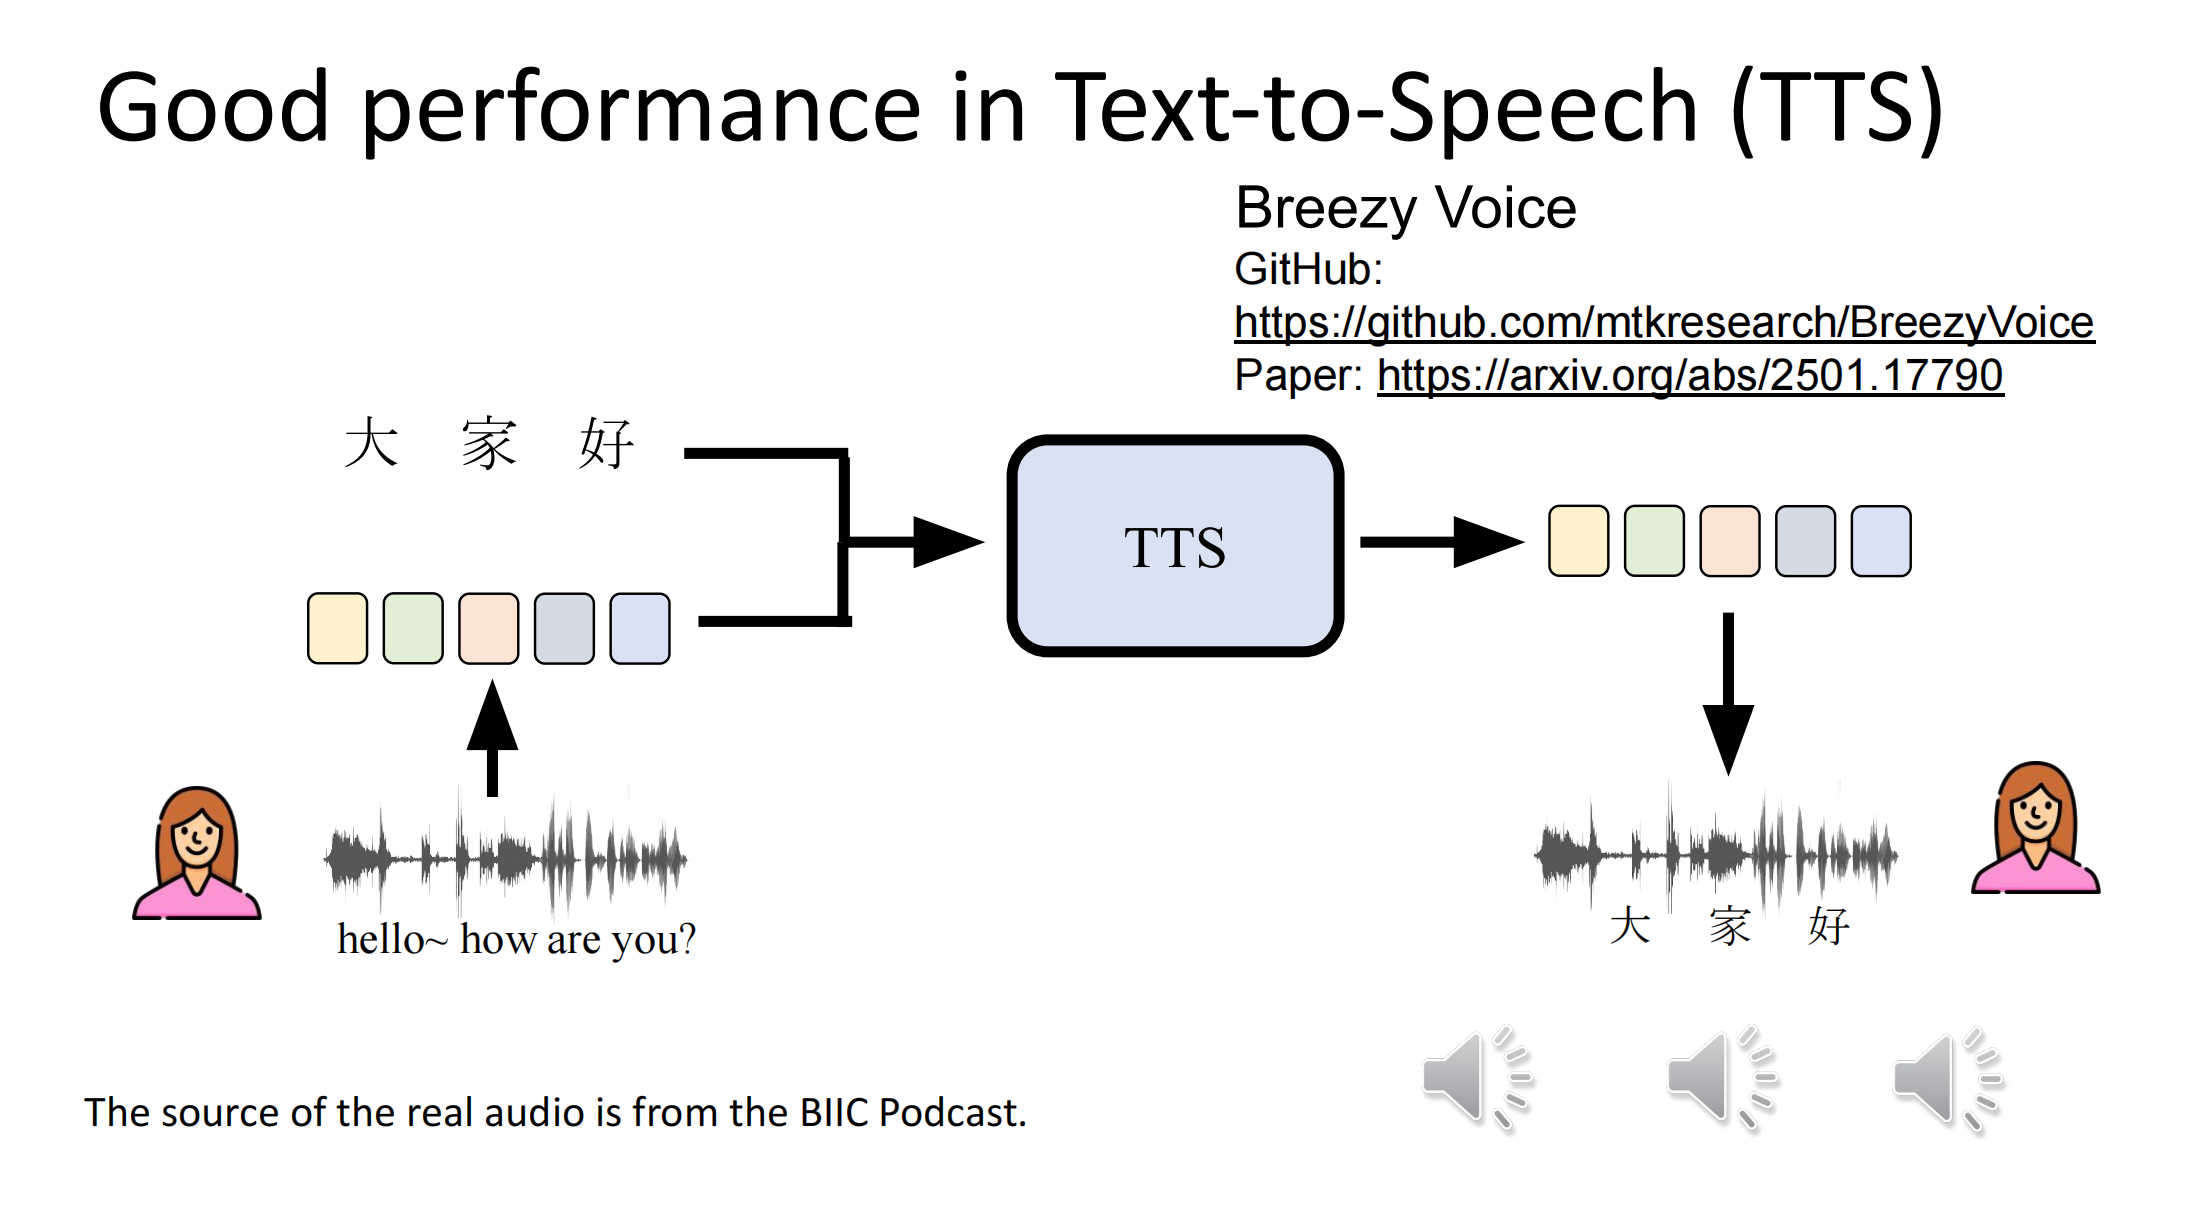 Good performance in Text-to-Speech (TTS)
Breezy Voice
GitHub:
https://github.com/mtkresearch/BreezyVoice
Paper: https://arxiv.org/abs/2501.17790
大 家 好
TTS
hello~ how are you?
大 家 好
The source of the real audio is from the BIIC Podcast.